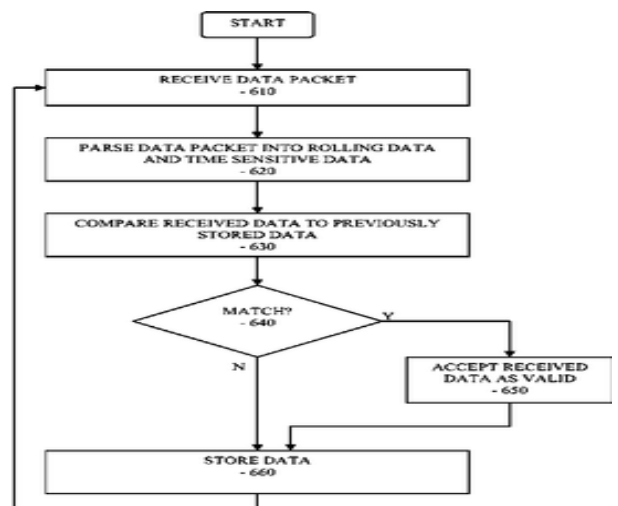 START
RECEIVE DATA PACKET
- 610
PARSE DATA PACKET INTO ROLLING DATA
AND TIME SENSITIVE DATA
- 620
COMPARE RECEIVED DATA TO PREVIOUSLY
STORED DATA
- 630
MATCH?
- 640
Y
N
ACCEPT RECEIVED
DATA AS VALID
- 650
STORE DATA
- 660